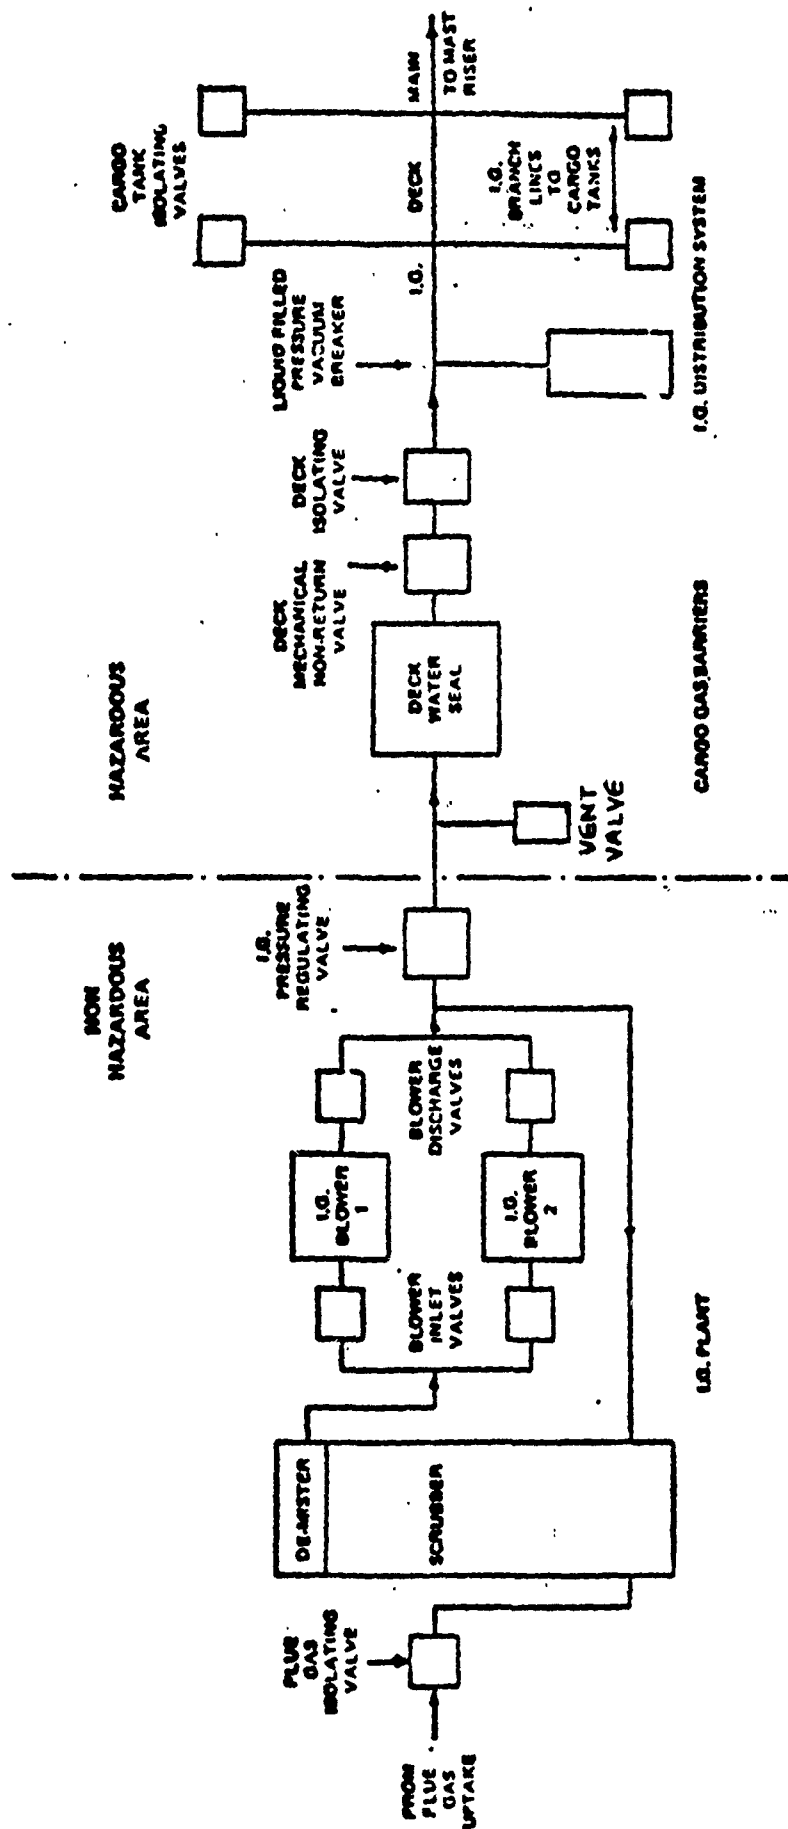 NON
HAZARDOUS
AREA
HAZARDOUS
AREA
CARGO
TANK
ISOLATING
VALVES
FLUE
GAS
ISOLATING
VALVE
FROM
FLUE
GAS
UPTAKE
DEMISTER
SCRUBBER
BLOWER
INLET
VALVES
I.G.
BLOWER
1
I.G.
BLOWER
2
BLOWER
DISCHARGE
VALVES
I.G.
PRESSURE
REGULATING
VALVE
VENT
VALVE
DECK
WATER
SEAL
DECK
MECHANICAL
NON-RETURN
VALVE
DECK
ISOLATING
VALVE
LIQUID FILLED
PRESSURE
VACUUM
BREAKER
I.G. DECK MAIN
TO MAST
RISER
I.G.
BRANCH
LINES
TO
CARGO
TANKS
I.G. PLANT
CARGO GAS BARRIERS
I.G. DISTRIBUTION SYSTEM